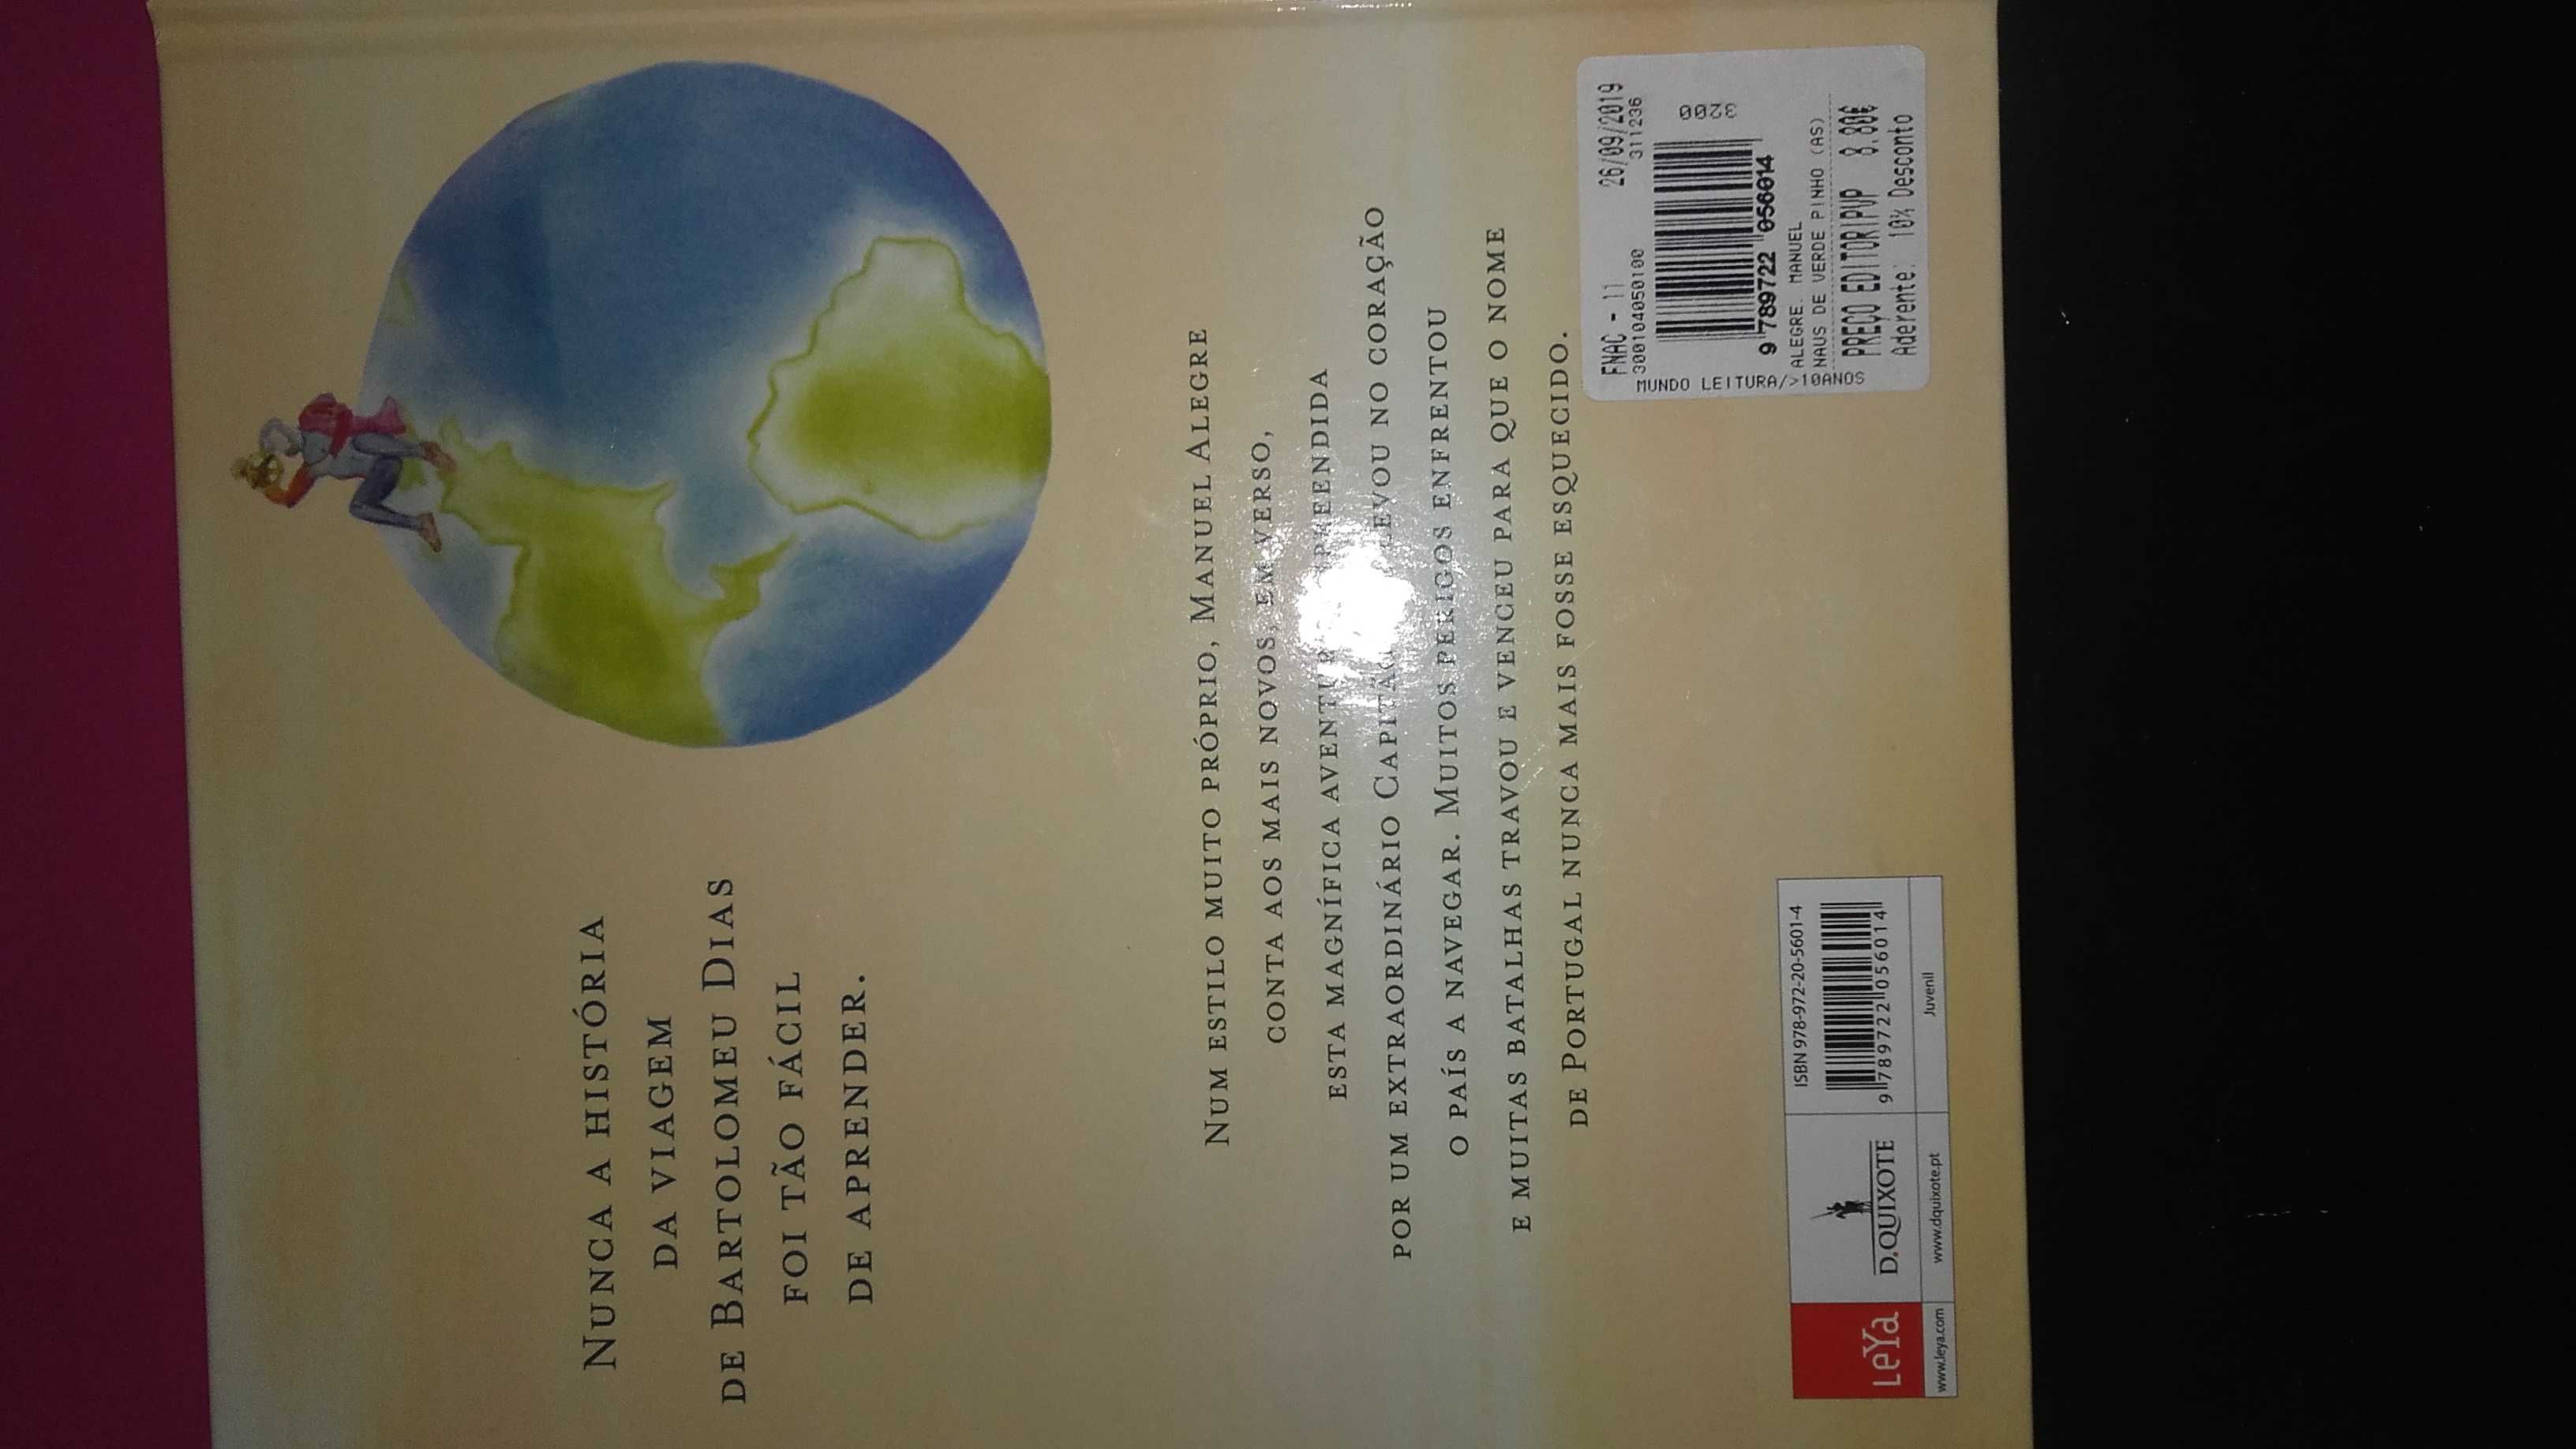 NUNCA A HISTÓRIA
DA VIAGEM
DE BARTOLOMEU DIAS
FOI TÃO FÁCIL
DE APRENDER.
NUM ESTILO MUITO PRÓPRIO, MANUEL ALEGRE
CONTA AOS MAIS NOVOS, EM VERSO,
ESTA MAGNÍFICA
POR UM EXTRAORDINÁRIO CAPITÃO NO CORAÇÃO
O PAÍS A NAVEGAR. MUITOS PERIGOS ENFRENTOU
E MUITAS BATALHAS TRAVOU E VENCEU PARA QUE O NOME
DE PORTUGAL NUNCA MAIS FOSSE ESQUECIDO.
LeYa
www.leya.com
D.QUIXOTE
www.dquixote.pt
ISBN 978-972-20-5601-4
9 789722 056014
Juvenil
FNAC - 11 26/09/2019
300104050100 311236
3200
9 789722 056014
ALEGRE. MANUEL
NAUS DE VERDE PINHO (AS)
PREÇO EDITOR/PVP 8.80€
Aderente: 10% Desconto
MUNDO LEITURA/>10ANOS